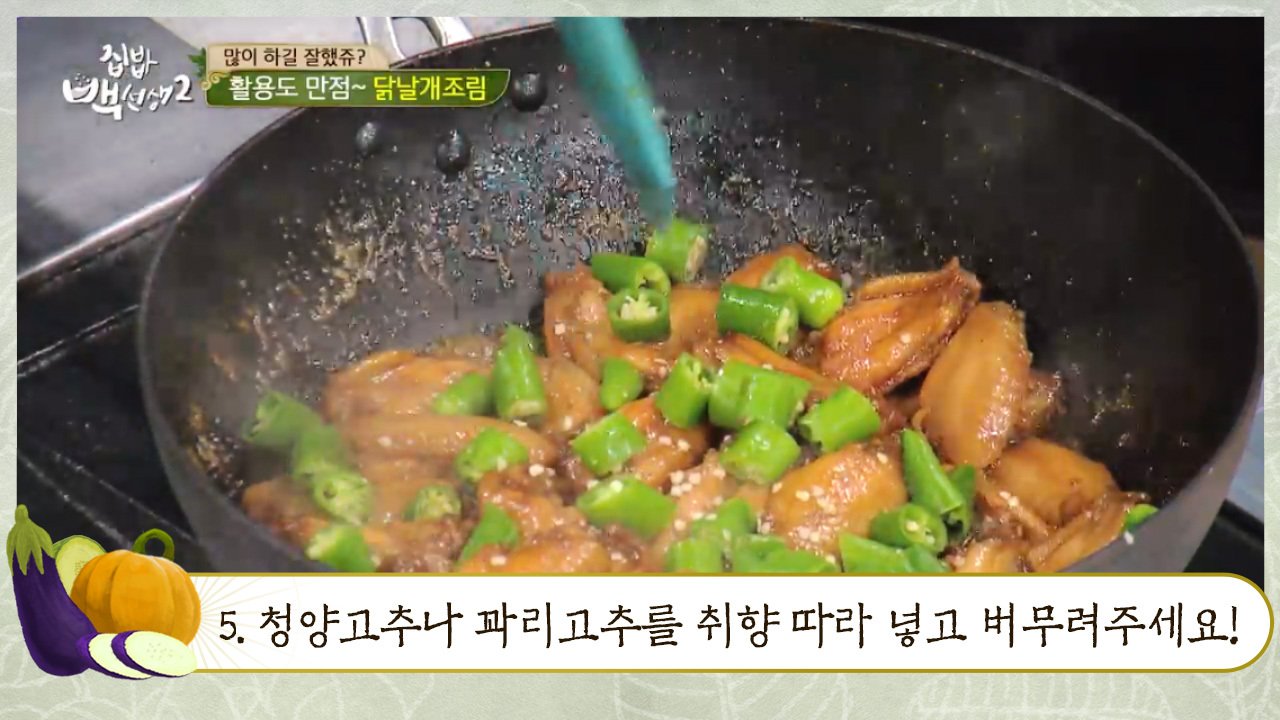 집밥
백선생2
많이 하길 잘했쥬?
활용도 만점~ 닭날개조림
5. 청양고추나 꽈리고추를 취향 따라 넣고 버무려주세요!